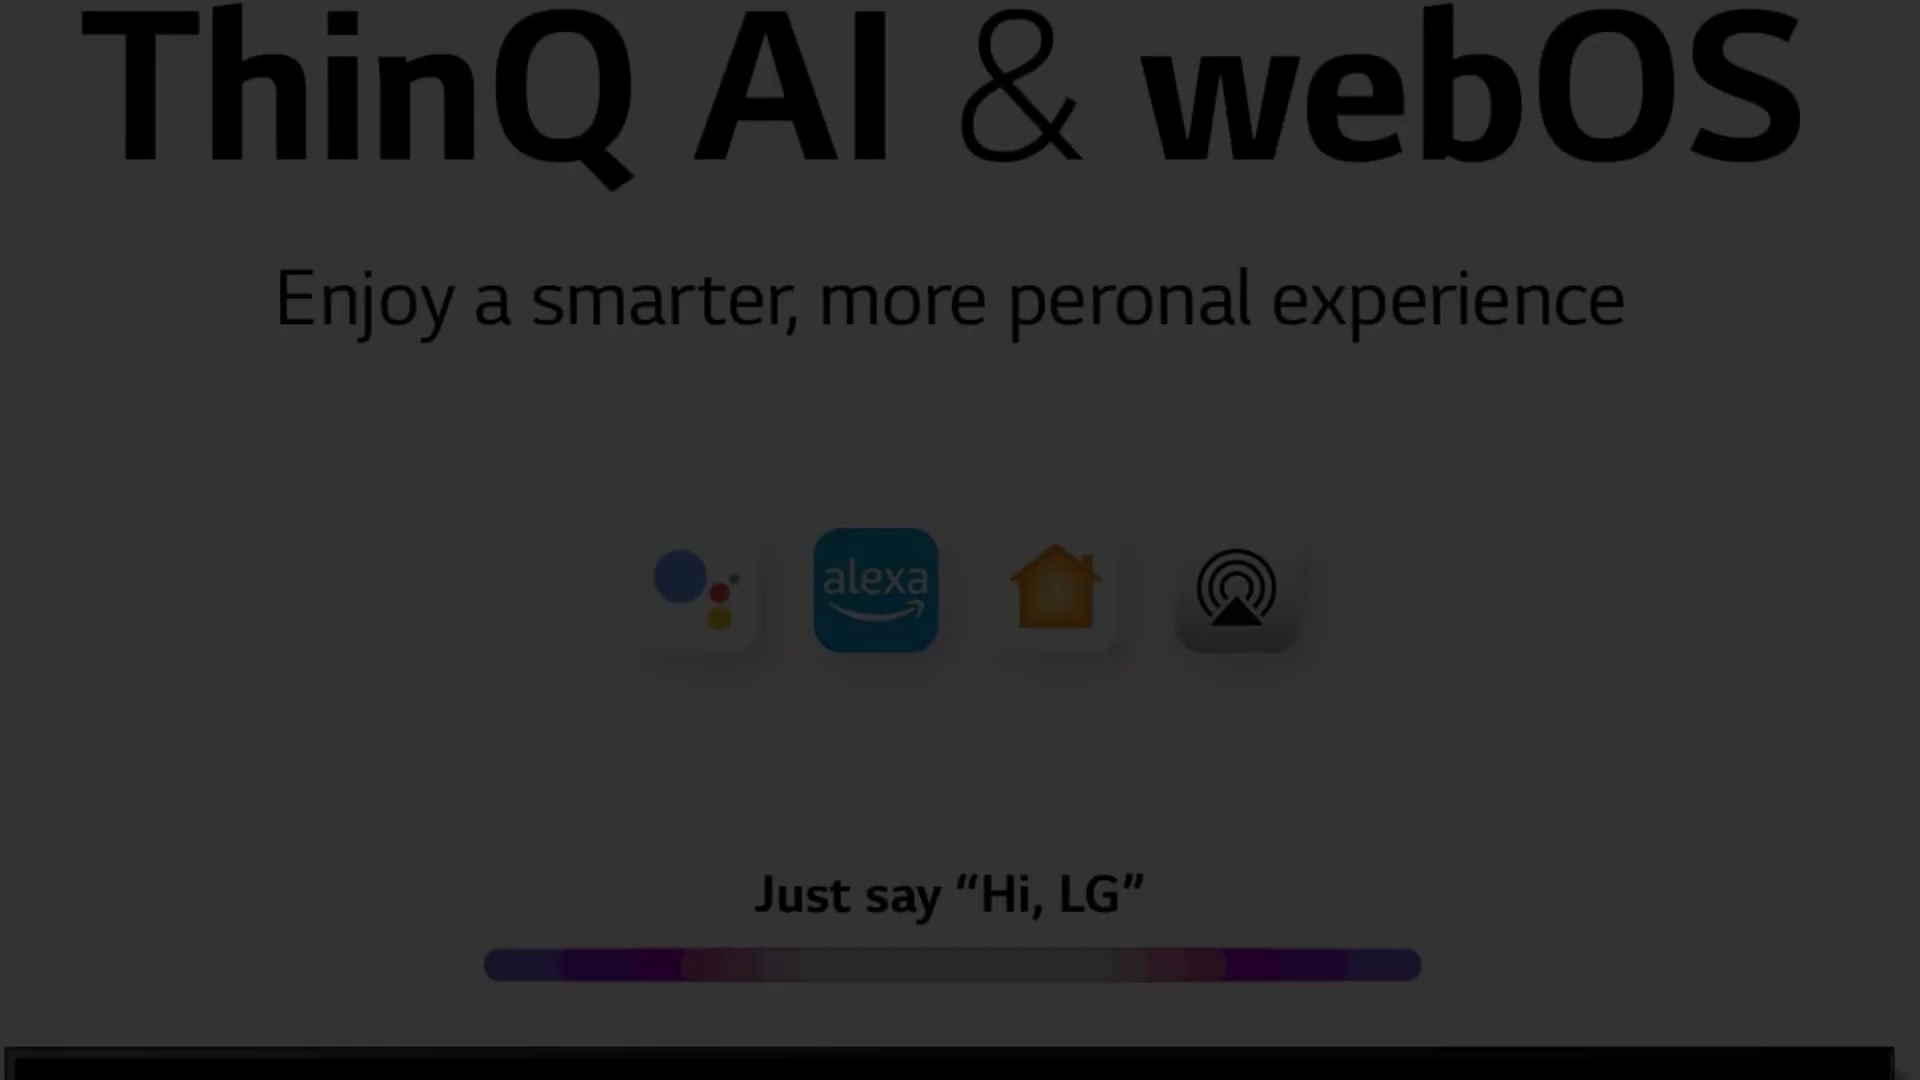 ThinQ AI & webOS
Enjoy a smarter, more peronal experience
alexa
Just say “Hi, LG”